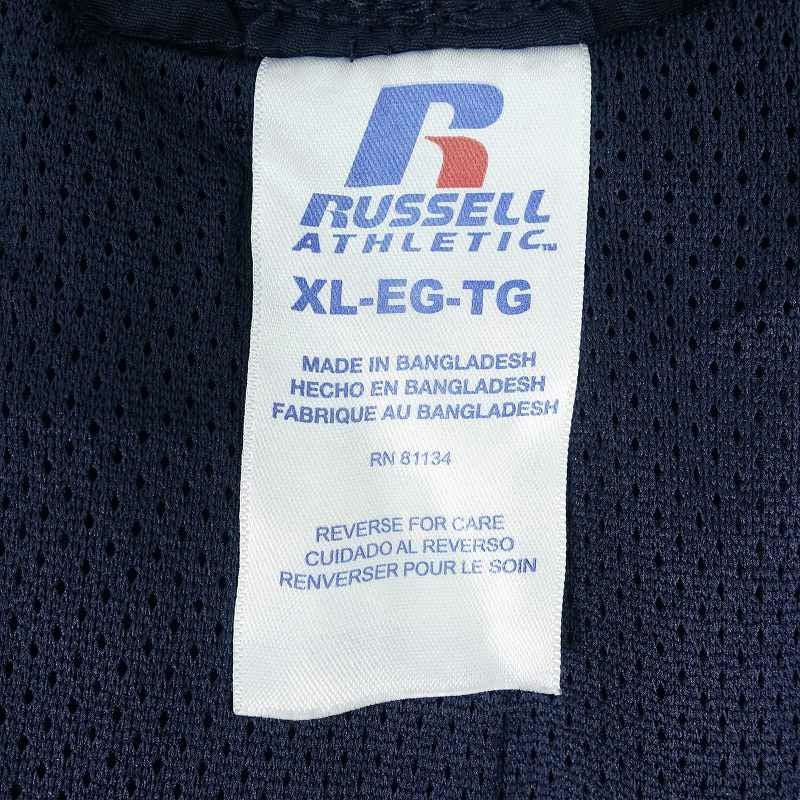 RUSSELL
ATHLETIC™
XL-EG-TG
MADE IN BANGLADESH
HECHO EN BANGLADESH
FABRIQUE AU BANGLADESH
RN 81134
REVERSE FOR CARE
CUIDADO AL REVERSO
RENVERSER POUR LE SOIN